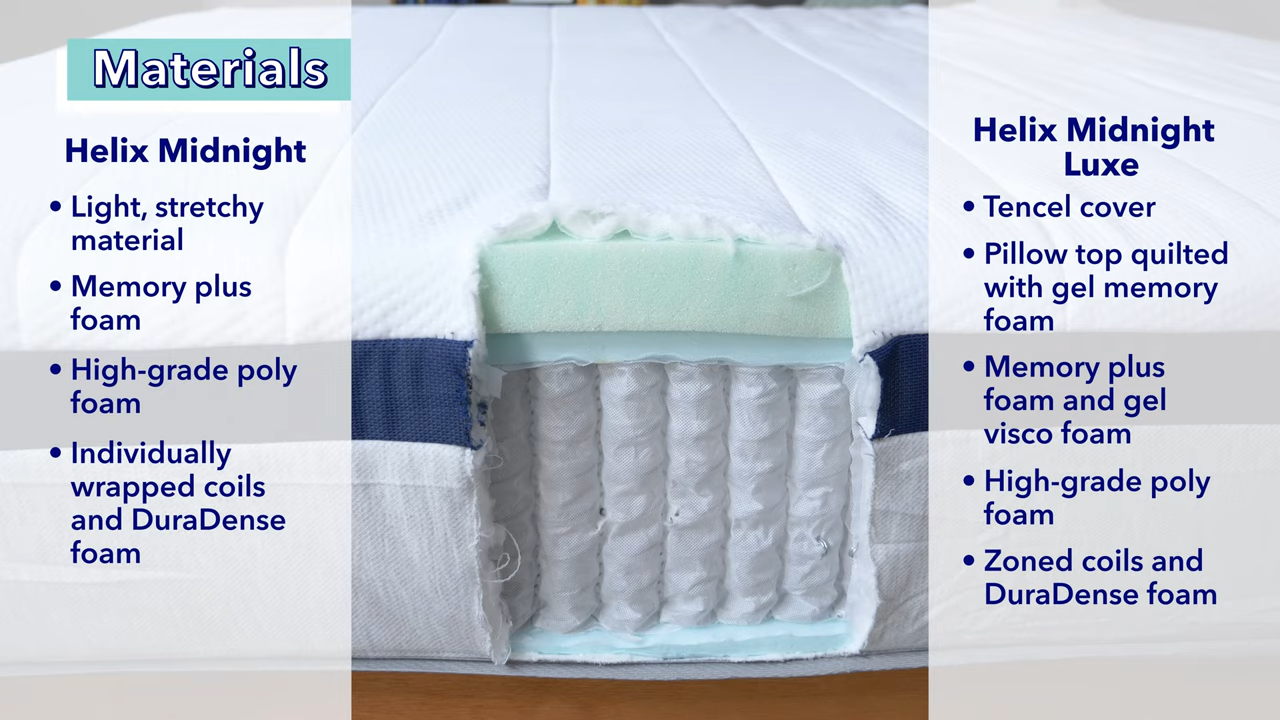 Materials
Helix Midnight
• Light, stretchy
material
• Memory plus
foam
• High-grade poly
foam
• Individually
wrapped coils
and DuraDense
foam
Helix Midnight
Luxe
• Tencel cover
• Pillow top quilted
with gel memory
foam
• Memory plus
foam and gel
visco foam
• High-grade poly
foam
• Zoned coils and
DuraDense foam